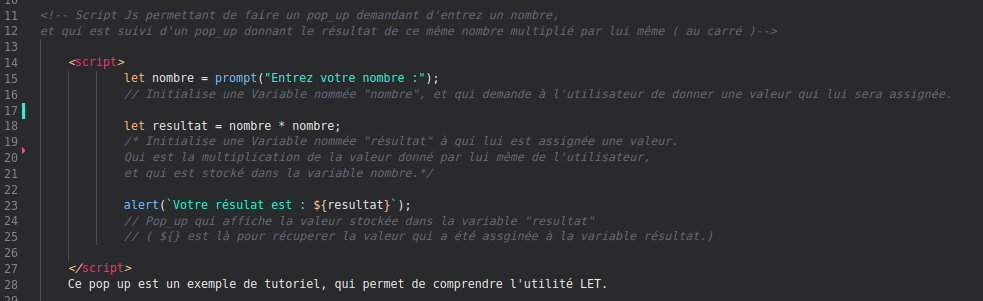 11 <!-- Script Js permettant de faire un pop_up demandant d'entrez un nombre,
12 et qui est suivi d'un pop_up donnant le résultat de ce même nombre multiplié par lui même ( au carré )-->
13
14 <script>
15 let nombre = prompt("Entrez votre nombre :");
16 // Initialise une Variable nommée "nombre", et qui demande à l'utilisateur de donner une valeur qui lui sera assignée.
17
18 let resultat = nombre * nombre;
19 /* Initialise une Variable nommée "résultat" à qui lui est assignée une valeur.
20 Qui est la multiplication de la valeur donné par lui même de l'utilisateur,
21 et qui est stocké dans la variable nombre.*/
22
23 alert(`Votre résulat est : ${resultat}`);
24 // Pop_up qui affiche la valeur stockée dans la variable "resultat"
25 // ( ${} est là pour récuperer la valeur qui a été assginée à la variable résultat.)
26
27 </script>
28 Ce pop up est un exemple de tutoriel, qui permet de comprendre l'utilité LET.
29